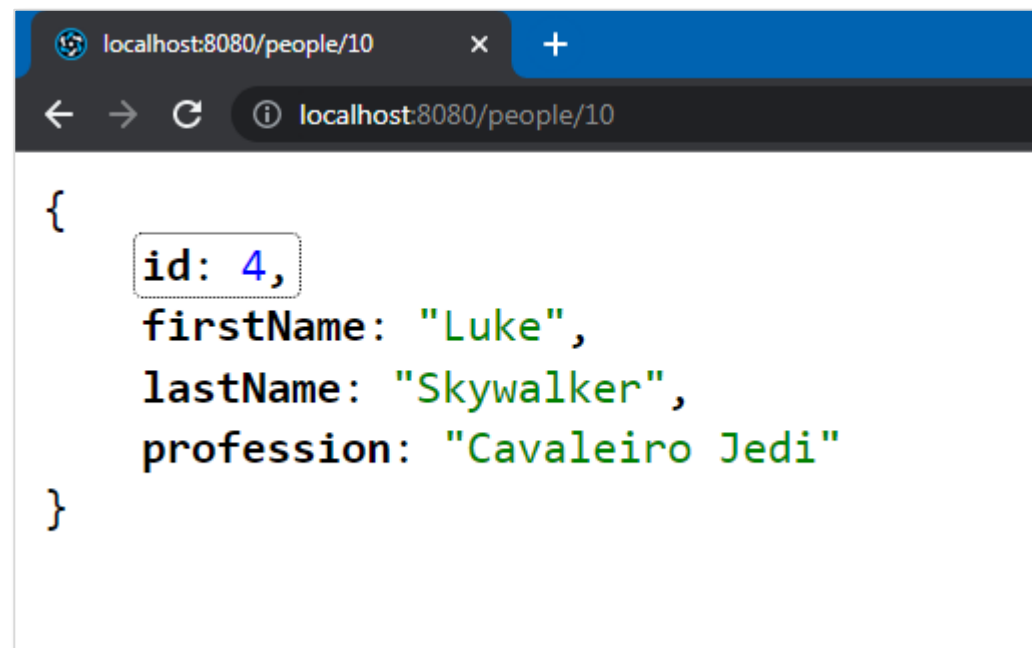 localhost:8080/people/10
localhost:8080/people/10
{
id: 4,
firstName: "Luke",
lastName: "Skywalker",
profession: "Cavaleiro Jedi"
}